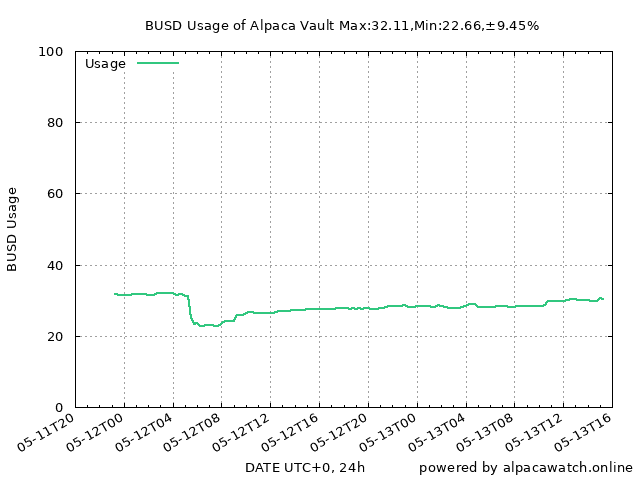 BUSD Usage of Alpaca Vault Max:32.11,Min:22.66,±9.45%
100
Usage
80
60
BUSD Usage
40
20
0
05-11T20 05-12T00 05-12T04 05-12T08 05-12T12 05-12T16 05-12T20 05-13T00 05-13T04 05-13T08 05-13T12 05-13T16
DATE UTC+0, 24h powered by alpacawatch.online